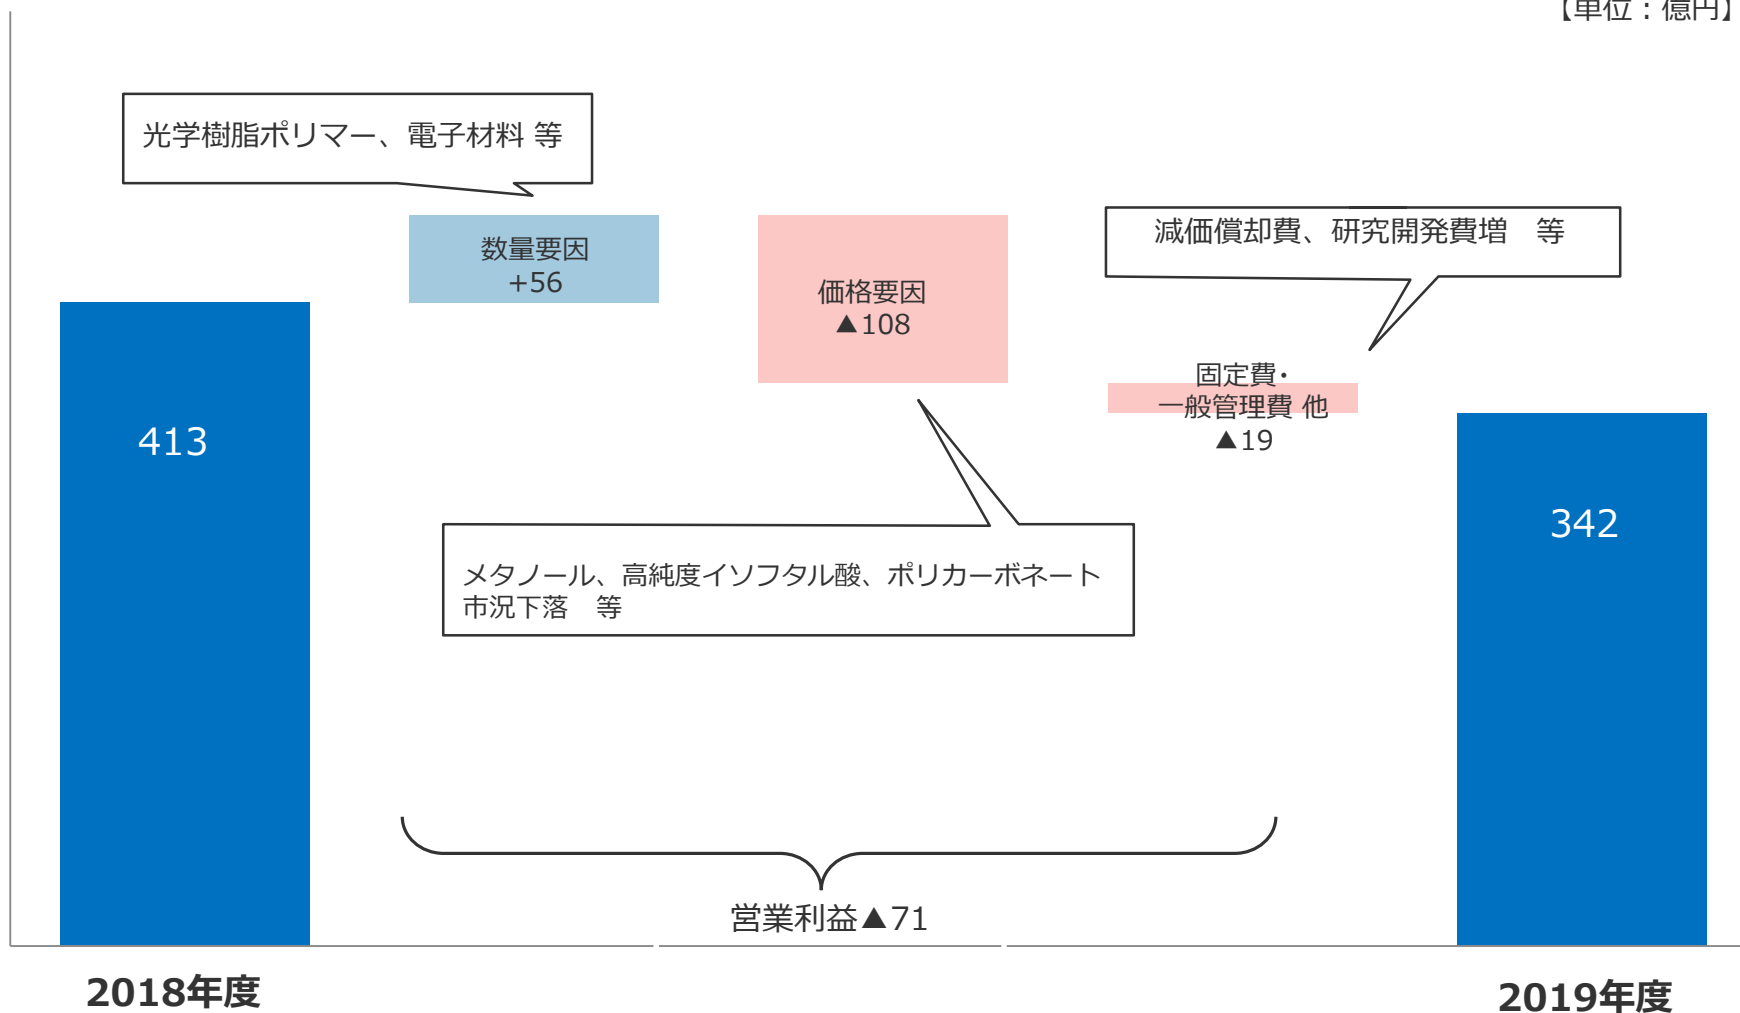 【単位：億円】
光学樹脂ポリマー、電子材料 等
数量要因
+56
価格要因
▲108
減価償却費、研究開発費増　等
固定費・
一般管理費 他
▲19
413
342
メタノール、高純度イソフタル酸、ポリカーボネート
市況下落　等
営業利益▲71
2018年度
2019年度